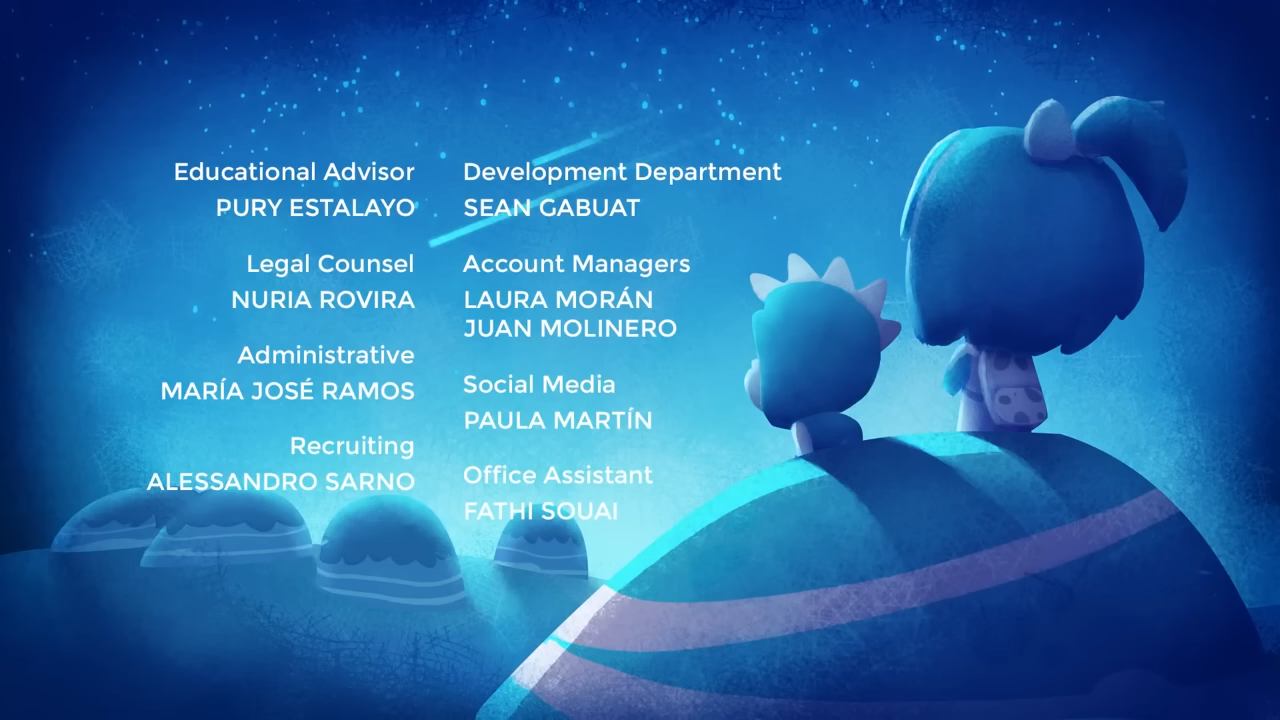 Educational Advisor
PURY ESTALAYO
Legal Counsel
NURIA ROVIRA
Administrative
MARÍA JOSÉ RAMOS
Recruiting
ALESSANDRO SARNO
Development Department
SEAN GABUAT
Account Managers
LAURA MORÁN
JUAN MOLINERO
Social Media
PAULA MARTÍN
Office Assistant
FATHI SOUAI